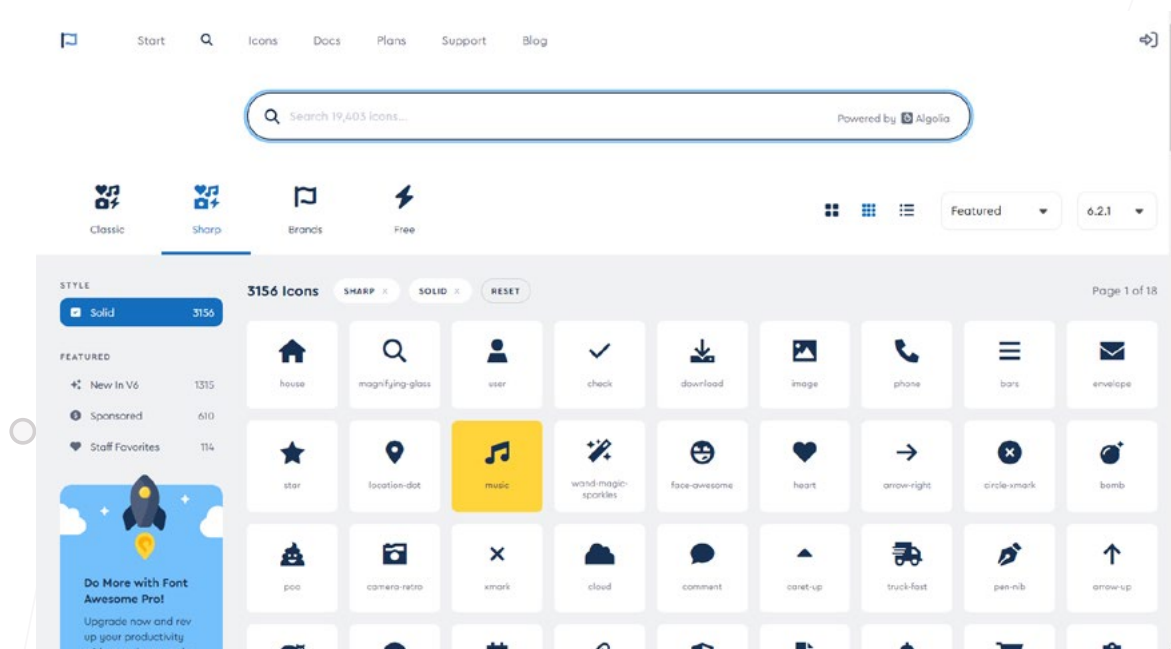 Start
Icons
Docs
Plans
Support
Blog
Search 19,403 icons...
Powered by Algolia
Classic
Sharp
Brands
Free
Featured
6.2.1
STYLE
Solid 3156
FEATURED
New In V6 1315
Sponsored 610
Staff Favorites 114
Do More with Font
Awesome Pro!
Upgrade now and rev
up your productivity
3156 Icons SHARP × SOLID × RESET
Page 1 of 18
house
magnifying-glass
user
check
download
image
phone
bars
envelope
star
location-dot
music
wand-magic-
sparkles
face-awesome
heart
arrow-right
circle-xmark
bomb
poo
camera-retro
xmark
cloud
comment
caret-up
truck-fast
pen-nib
arrow-up